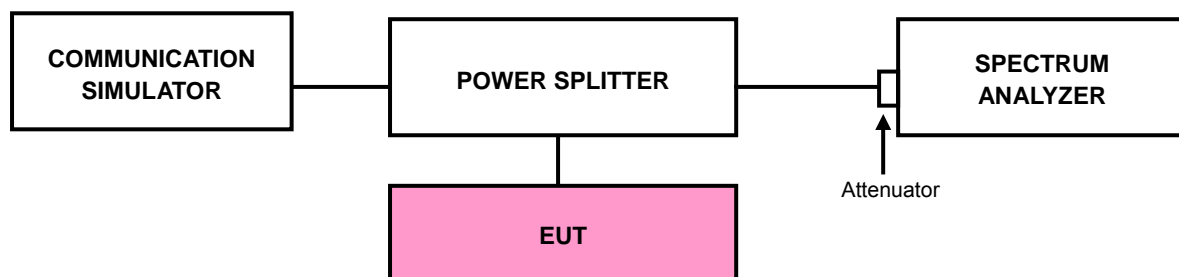 COMMUNICATION
SIMULATOR
POWER SPLITTER
SPECTRUM
ANALYZER
Attenuator
EUT